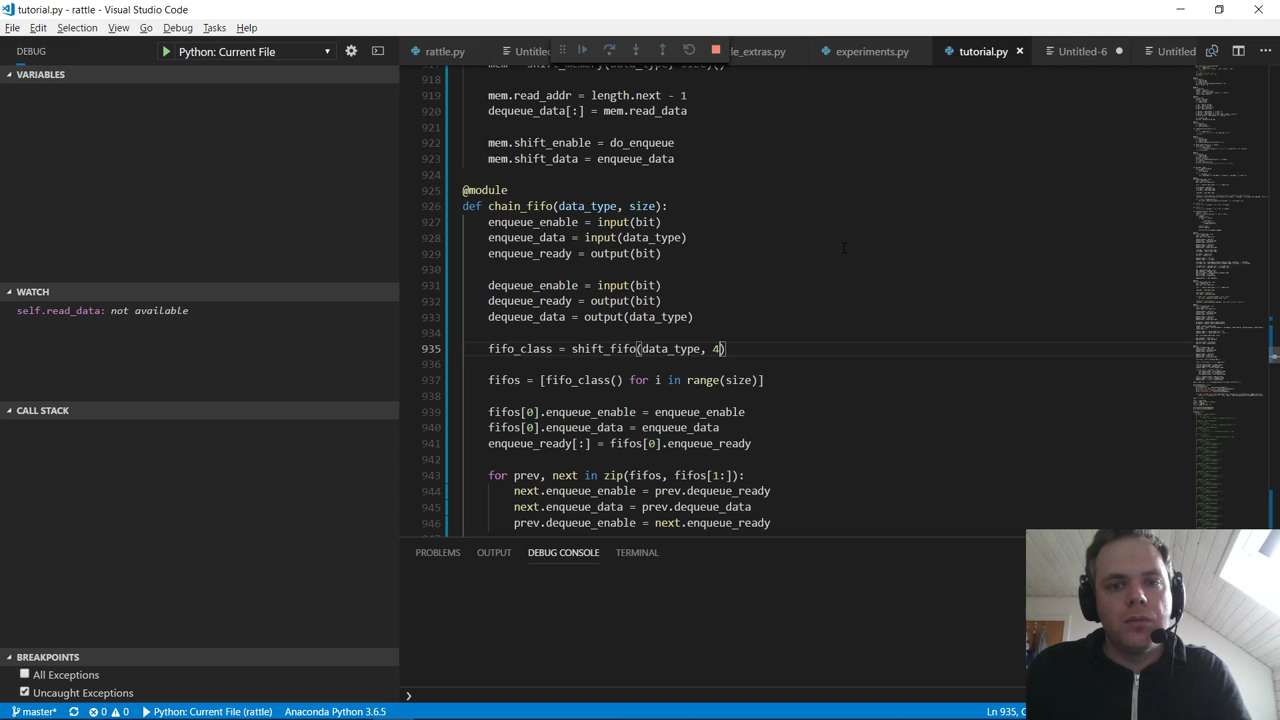 tutorial.py - rattle - Visual Studio Code
File Edit Selection View Go Debug Tasks Help
DEBUG Python: Current File
rattle.py Untitled le_extras.py experiments.py tutorial.py Untitled-6 Untitled
VARIABLES
WATCH
self.read_data: not available
CALL STACK
BREAKPOINTS
All Exceptions
Uncaught Exceptions
918
919 mem.read_addr = length.next - 1
920 dequeue_data[:] = mem.read_data
921
922 mem.shift_enable = do_enqueue
923 mem.shift_data = enqueue_data
924
925 @module
926 def chain_fifo(data_type, size):
927 enqueue_enable = input(bit)
928 enqueue_data = input(data_type)
929 enqueue_ready = output(bit)
930
931 dequeue_enable = input(bit)
932 dequeue_ready = output(bit)
933 dequeue_data = output(data_type)
934
935 fifo_class = shift_fifo(data_type, 4)
936
937 fifos = [fifo_class() for i in range(size)]
939 fifos[0].enqueue_enable = enqueue_enable
940 fifos[0].enqueue_data = enqueue_data
941 enqueue_ready[:] = fifos[0].enqueue_ready
942
943 for prev, next in zip(fifos, fifos[1:]):
944 next.enqueue_enable = prev.dequeue_ready
945 next.enqueue_data = prev.dequeue_data
946 prev.dequeue_enable = next.enqueue_ready
PROBLEMS OUTPUT DEBUG CONSOLE TERMINAL
master* 0 0 Python: Current File (rattle) Anaconda Python 3.6.5 Ln 935,